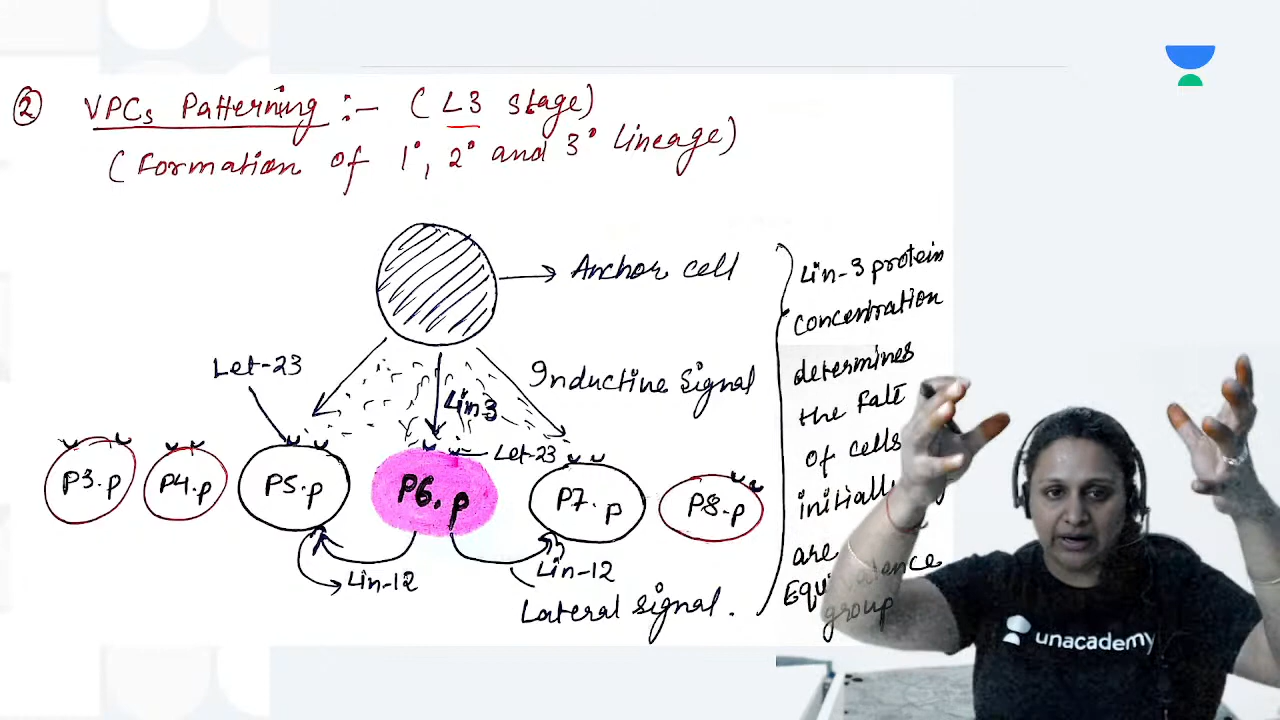 ② VPCs Patterning :- (L3 stage)
(Formation of 1°, 2° and 3° Lineage)
Anchor cell
Let-23
Inductive Signal
Lin3
Let-23
P3.p
P4.p
P5.p
P6.p
P7.p
P8.p
Lin-12
Lin-12
Lateral Signal.
Lin-3 protein
concentration
determines
the Fate
of cells
are
group
unacademy